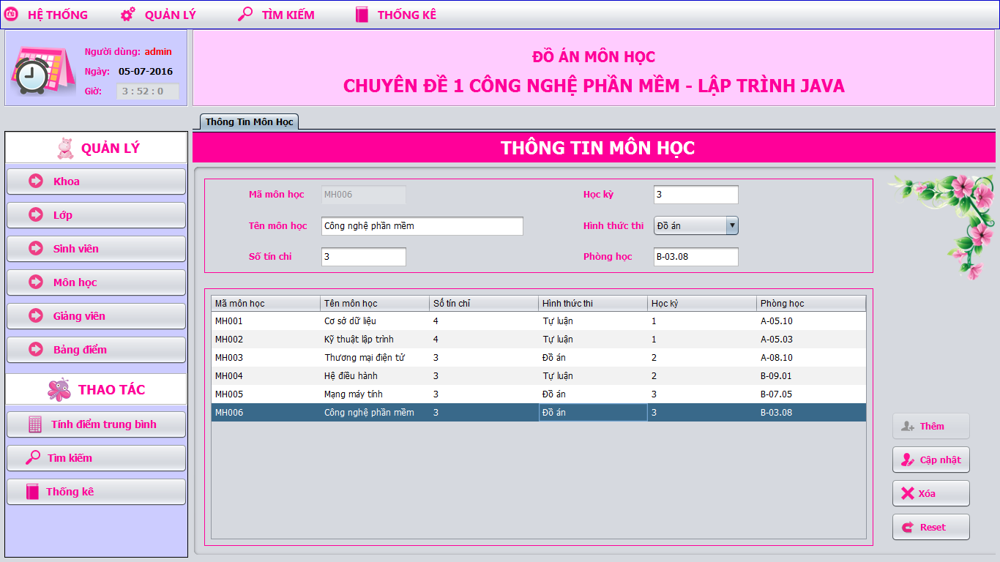 HỆ THỐNG QUẢN LÝ TÌM KIẾM THỐNG KÊ
Người dùng: admin
Ngày: 05-07-2016
Giờ: 3 : 52 : 0
ĐỒ ÁN MÔN HỌC
CHUYÊN ĐỀ 1 CÔNG NGHỆ PHẦN MỀM - LẬP TRÌNH JAVA
QUẢN LÝ
Khoa
Lớp
Sinh viên
Môn học
Giảng viên
Bảng điểm
THAO TÁC
Tính điểm trung bình
Tìm kiếm
Thống kê
Thông Tin Môn Học
THÔNG TIN MÔN HỌC
Mã môn học MH006 Học kỳ 3
Tên môn học Công nghệ phần mềm Hình thức thi Đồ án
Số tín chỉ 3 Phòng học B-03.08
Mã môn học Tên môn học Số tín chỉ Hình thức thi Học kỳ Phòng học
MH001 Cơ sở dữ liệu 4 Tự luận 1 A-05.10
MH002 Kỹ thuật lập trình 4 Tự luận 1 A-05.03
MH003 Thương mại điện tử 3 Đồ án 2 A-08.10
MH004 Hệ điều hành 3 Tự luận 2 B-09.01
MH005 Mạng máy tính 3 Đồ án 3 B-07.05
MH006 Công nghệ phần mềm 3 Đồ án 3 B-03.08
Thêm
Cập nhật
Xóa
Reset